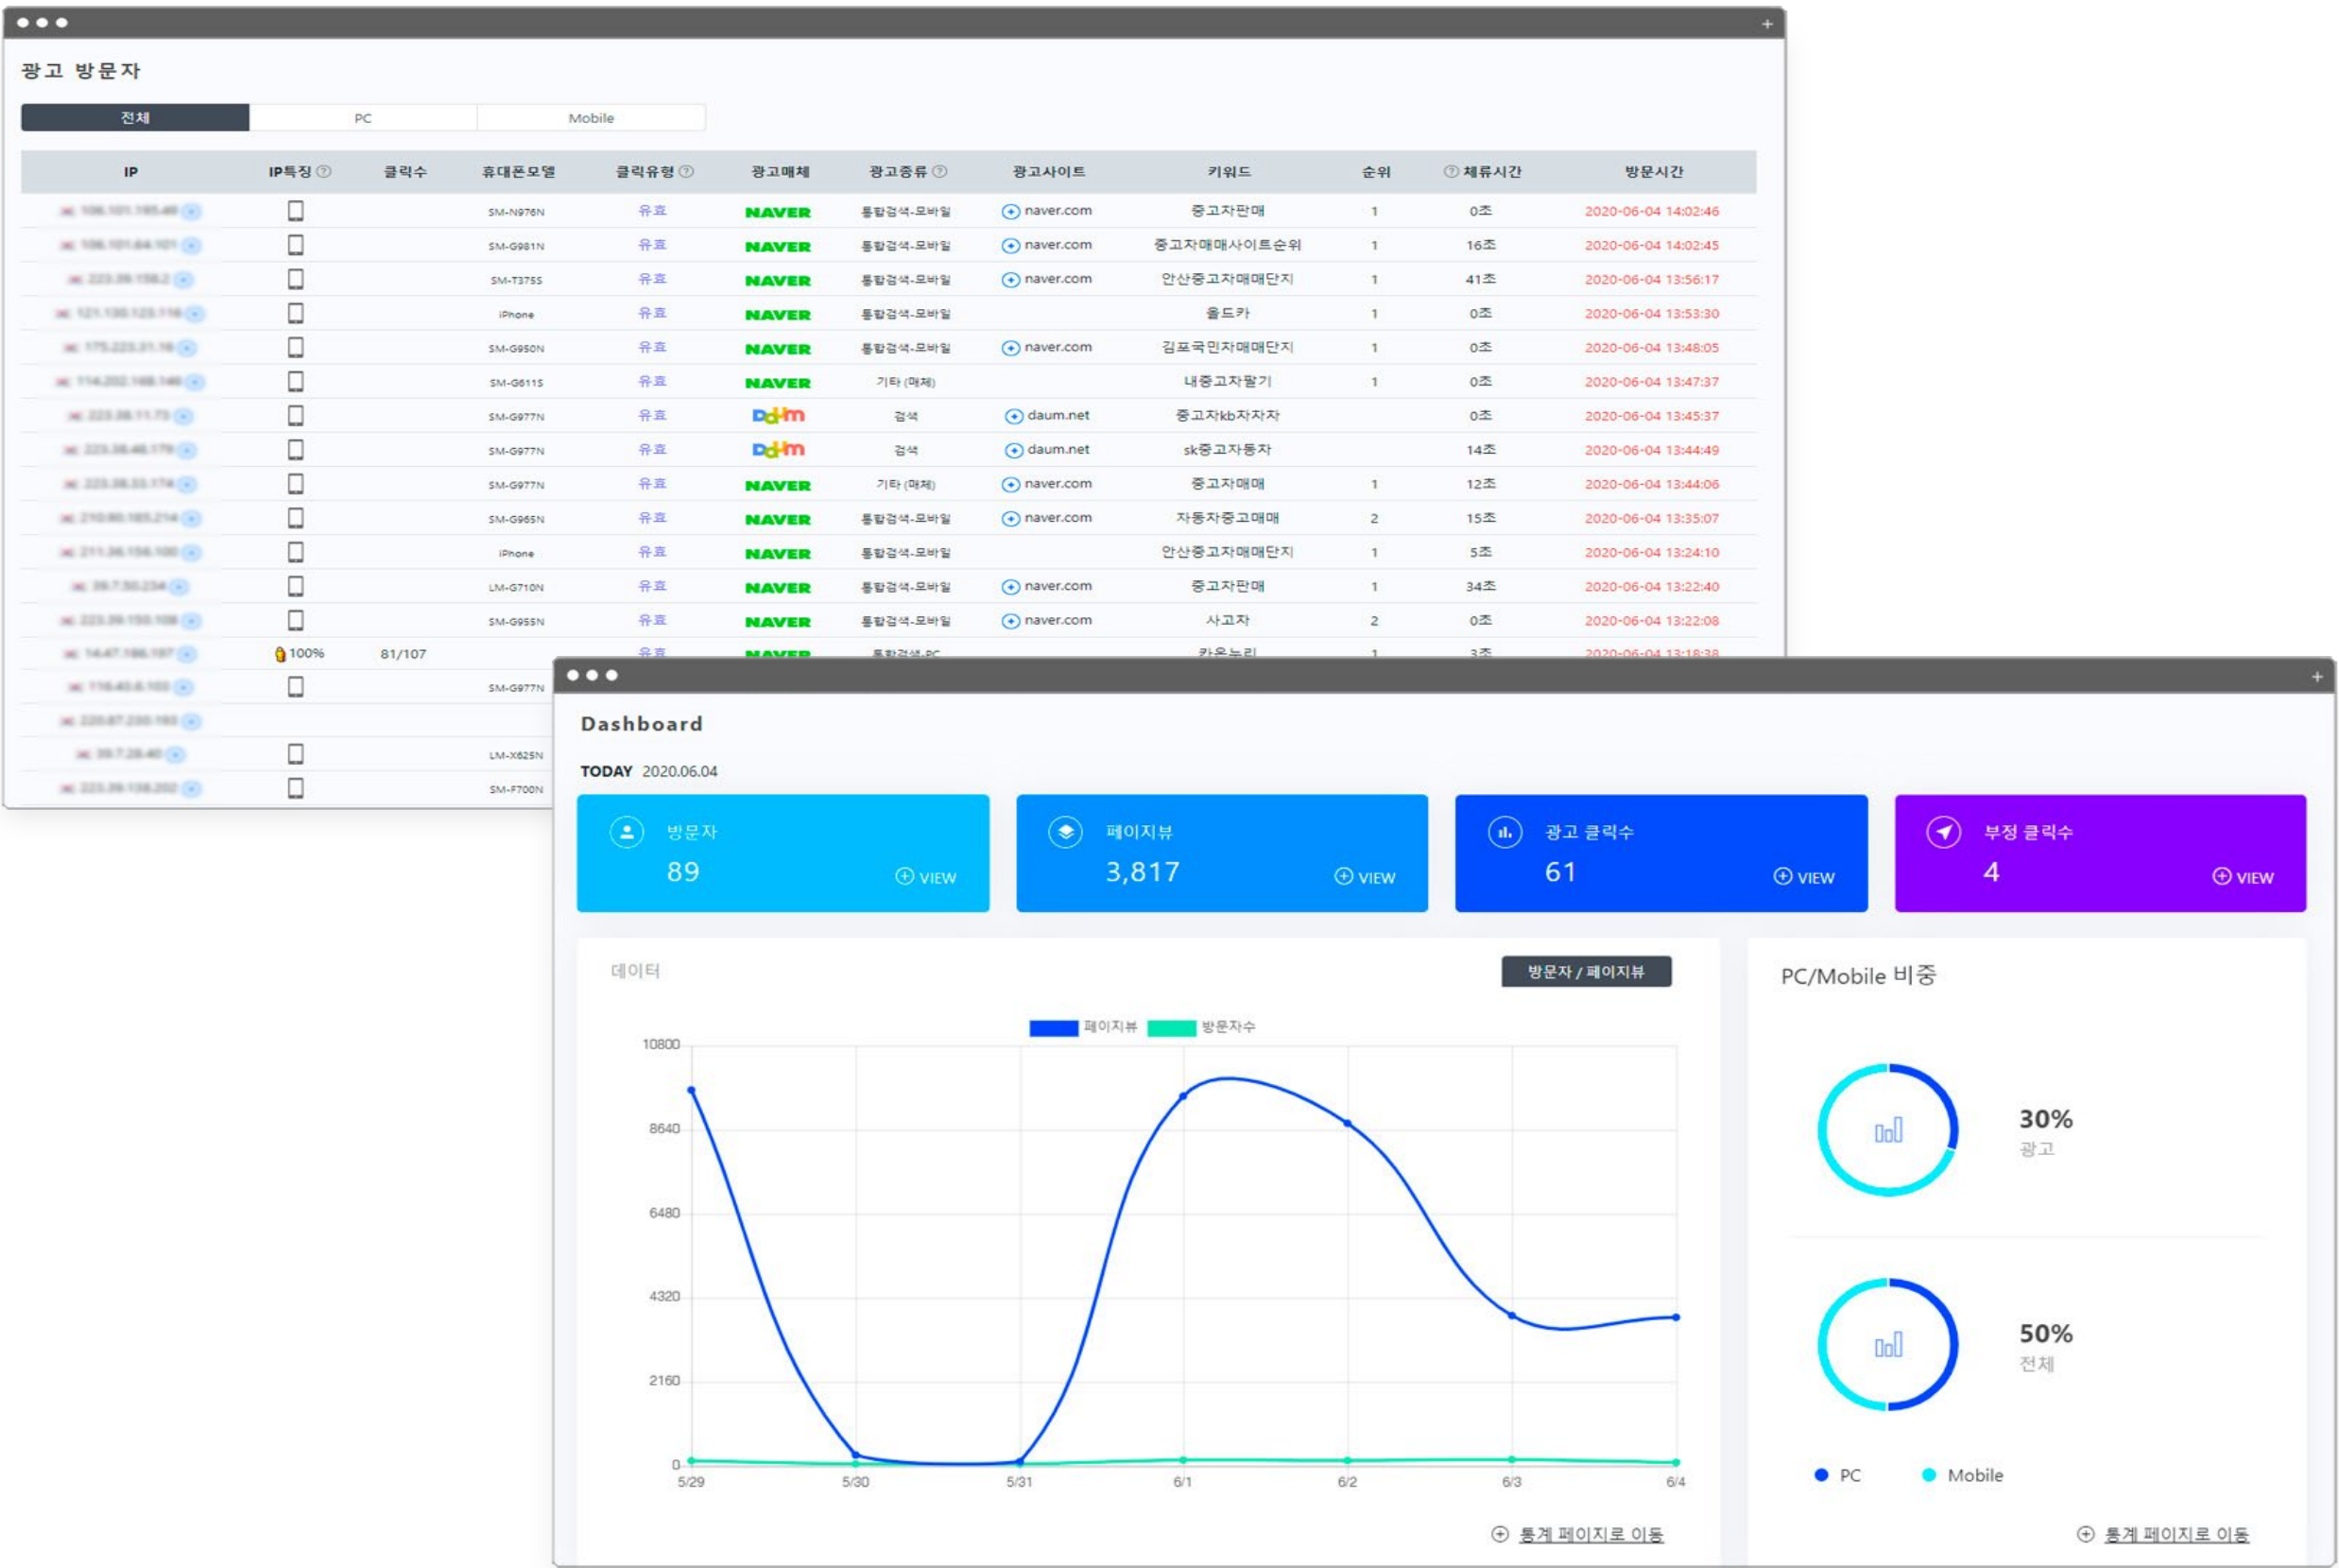 광고 방문자
전체 PC Mobile
IP IP특징 클릭수 휴대폰모델 클릭유형 광고매체 광고종류 광고사이트 키워드 순위 체류시간 방문시간
SM-N976N 유효 NAVER 통합검색-모바일 naver.com 중고차판매 1 0초 2020-06-04 14:02:46
SM-G981N 유효 NAVER 통합검색-모바일 naver.com 중고차매매사이트순위 1 16초 2020-06-04 14:02:45
SM-T375S 유효 NAVER 통합검색-모바일 naver.com 안산중고차매매단지 1 41초 2020-06-04 13:56:17
iPhone 유효 NAVER 통합검색-모바일 올드카 1 0초 2020-06-04 13:53:30
SM-G950N 유효 NAVER 통합검색-모바일 naver.com 김포국민차매매단지 1 0초 2020-06-04 13:48:05
SM-G611S 유효 NAVER 기타 (매체) 내중고차팔기 1 0초 2020-06-04 13:47:37
SM-G977N 유효 Daum 검색 daum.net 중고차kb차차차 0초 2020-06-04 13:45:37
SM-G977N 유효 Daum 검색 daum.net sk중고자동차 14초 2020-06-04 13:44:49
SM-G977N 유효 NAVER 기타 (매체) naver.com 중고차매매 1 12초 2020-06-04 13:44:06
SM-G965N 유효 NAVER 통합검색-모바일 naver.com 자동차중고매매 2 15초 2020-06-04 13:35:07
iPhone 유효 NAVER 통합검색-모바일 안산중고차매매단지 1 5초 2020-06-04 13:24:10
LM-G710N 유효 NAVER 통합검색-모바일 naver.com 중고차판매 1 34초 2020-06-04 13:22:40
SM-G955N 유효 NAVER 통합검색-모바일 naver.com 사고차 2 0초 2020-06-04 13:22:08
100% 81/107 유효 NAVER 통합검색-PC 카온누리 1 3초 2020-06-04 13:18:38
SM-G977N
LM-X625N
SM-F700N
Dashboard
TODAY 2020.06.04
방문자 페이지뷰 광고 클릭수 부정 클릭수
89 VIEW 3,817 VIEW 61 VIEW 4 VIEW
데이터 방문자 / 페이지뷰
페이지뷰 방문자수
10800
8640
6480
4320
2160
0
5/29 5/30 5/31 6/1 6/2 6/3 6/4
통계 페이지로 이동
PC/Mobile 비중
30%
광고
50%
전체
PC Mobile
통계 페이지로 이동